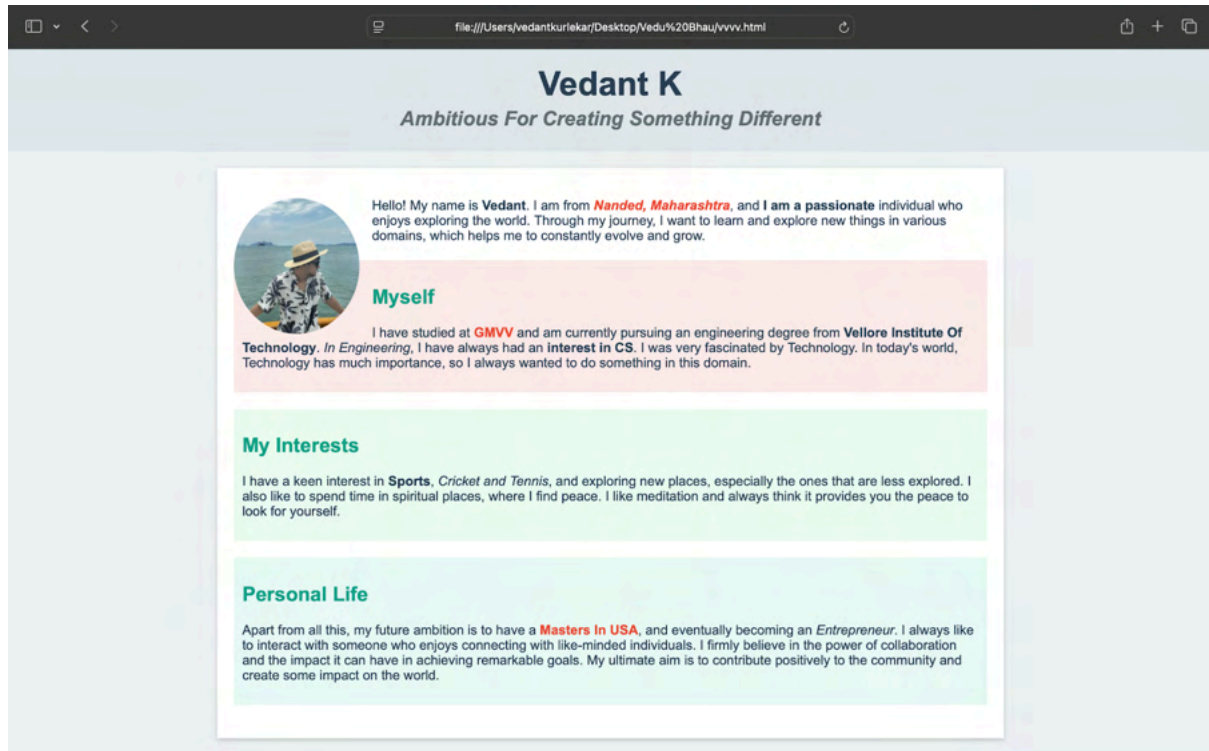 file:///Users/vedantkurlekar/Desktop/Vedu%20Bhau/vvvv.html
Vedant K
Ambitious For Creating Something Different
Hello! My name is Vedant. I am from Nanded, Maharashtra, and I am a passionate individual who
enjoys exploring the world. Through my journey, I want to learn and explore new things in various
domains, which helps me to constantly evolve and grow.
Myself
I have studied at GMVV and am currently pursuing an engineering degree from Vellore Institute Of
Technology. In Engineering, I have always had an interest in CS. I was very fascinated by Technology. In today's world,
Technology has much importance, so I always wanted to do something in this domain.
My Interests
I have a keen interest in Sports, Cricket and Tennis, and exploring new places, especially the ones that are less explored. I
also like to spend time in spiritual places, where I find peace. I like meditation and always think it provides you the peace to
look for yourself.
Personal Life
Apart from all this, my future ambition is to have a Masters In USA, and eventually becoming an Entrepreneur. I always like
to interact with someone who enjoys connecting with like-minded individuals. I firmly believe in the power of collaboration
and the impact it can have in achieving remarkable goals. My ultimate aim is to contribute positively to the community and
create some impact on the world.